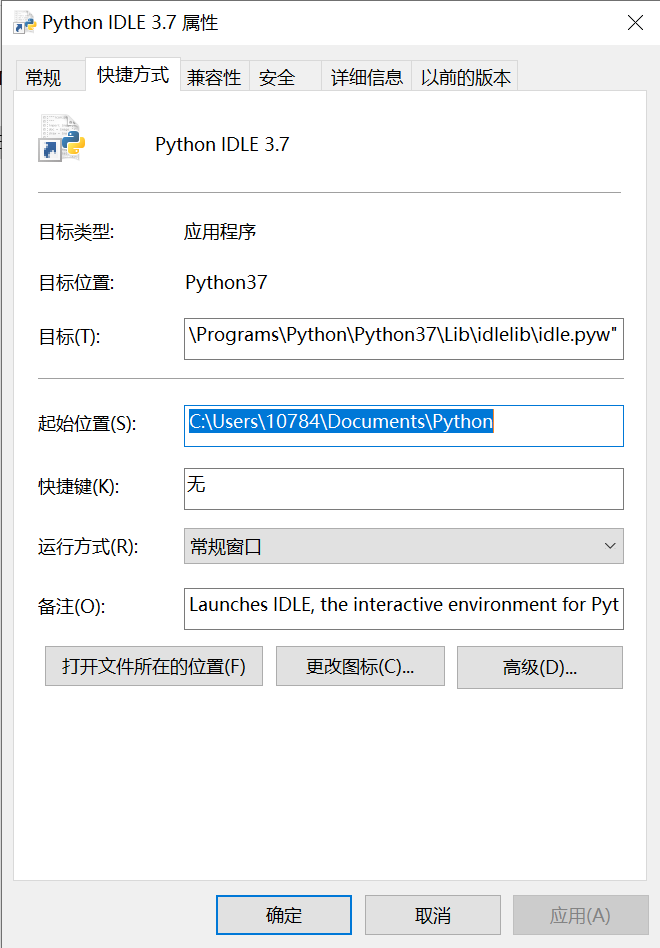 Python IDLE 3.7 属性
常规 快捷方式 兼容性 安全 详细信息 以前的版本
Python IDLE 3.7
目标类型: 应用程序
目标位置: Python37
目标(T): \Programs\Python\Python37\Lib\idlelib\idle.pyw"
起始位置(S): C:\Users\10784\Documents\Python
快捷键(K): 无
运行方式(R): 常规窗口
备注(O): Launches IDLE, the interactive environment for Pyt
打开文件所在的位置(F) 更改图标(C)... 高级(D)...
确定 取消 应用(A)